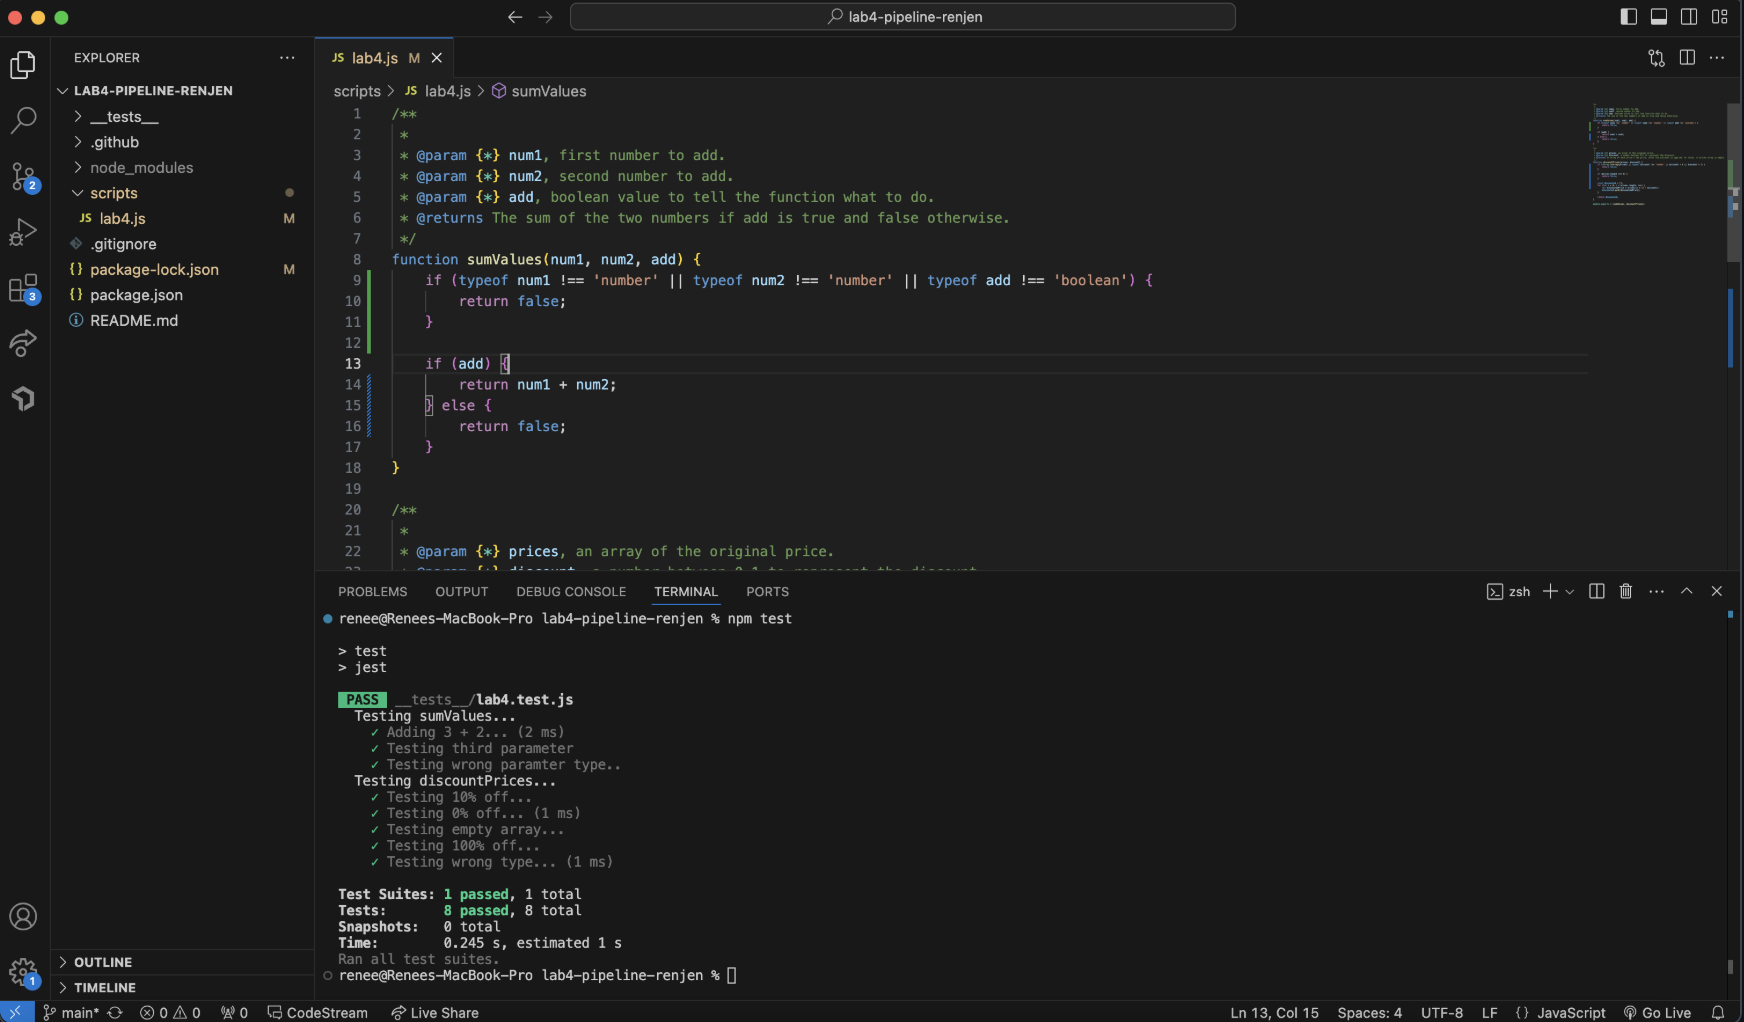 lab4-pipeline-renjen
EXPLORER
LAB4-PIPELINE-RENJEN
__tests__
.github
node_modules
scripts
JS lab4.js M
.gitignore
{} package-lock.json M
{} package.json
README.md
OUTLINE
TIMELINE
2
3
1
JS lab4.js M
scripts > JS lab4.js > sumValues
1 /**
2 *
3 * @param {*} num1, first number to add.
4 * @param {*} num2, second number to add.
5 * @param {*} add, boolean value to tell the function what to do.
6 * @returns The sum of the two numbers if add is true and false otherwise.
7 */
8 function sumValues(num1, num2, add) {
9 if (typeof num1 !== 'number' || typeof num2 !== 'number' || typeof add !== 'boolean') {
10 return false;
11 }
12
13 if (add) {
14 return num1 + num2;
15 } else {
16 return false;
17 }
18 }
19
20 /**
21 *
22 * @param {*} prices, an array of the original price.
PROBLEMS OUTPUT DEBUG CONSOLE TERMINAL PORTS
zsh
renee@Renees-MacBook-Pro lab4-pipeline-renjen % npm test
> test
> jest
PASS __tests__/lab4.test.js
Testing sumValues...
✓ Adding 3 + 2... (2 ms)
✓ Testing third parameter
✓ Testing wrong paramter type..
Testing discountPrices...
✓ Testing 10% off...
✓ Testing 0% off... (1 ms)
✓ Testing empty array...
✓ Testing 100% off...
✓ Testing wrong type... (1 ms)
Test Suites: 1 passed, 1 total
Tests: 8 passed, 8 total
Snapshots: 0 total
Time: 0.245 s, estimated 1 s
Ran all test suites.
renee@Renees-MacBook-Pro lab4-pipeline-renjen %
main* 0 0 0 CodeStream Live Share
Ln 13, Col 15 Spaces: 4 UTF-8 LF {} JavaScript Go Live